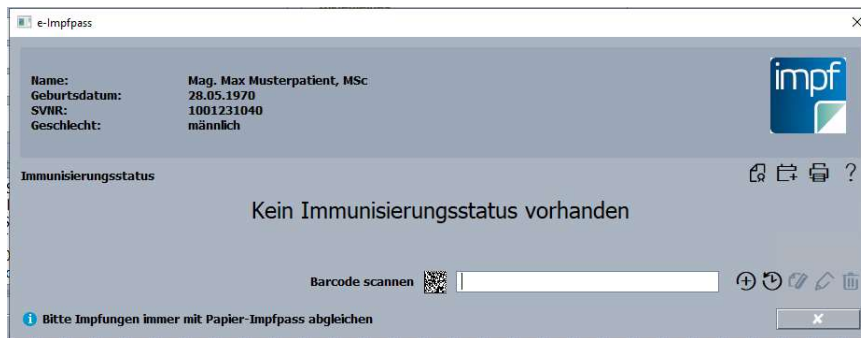 e-Impfpass
Name: Mag. Max Musterpatient, MSc
Geburtsdatum: 28.05.1970
SVNR: 1001231040
Geschlecht: männlich
impf
Immunisierungsstatus
Kein Immunisierungsstatus vorhanden
Barcode scannen
Bitte Impfungen immer mit Papier-Impfpass abgleichen